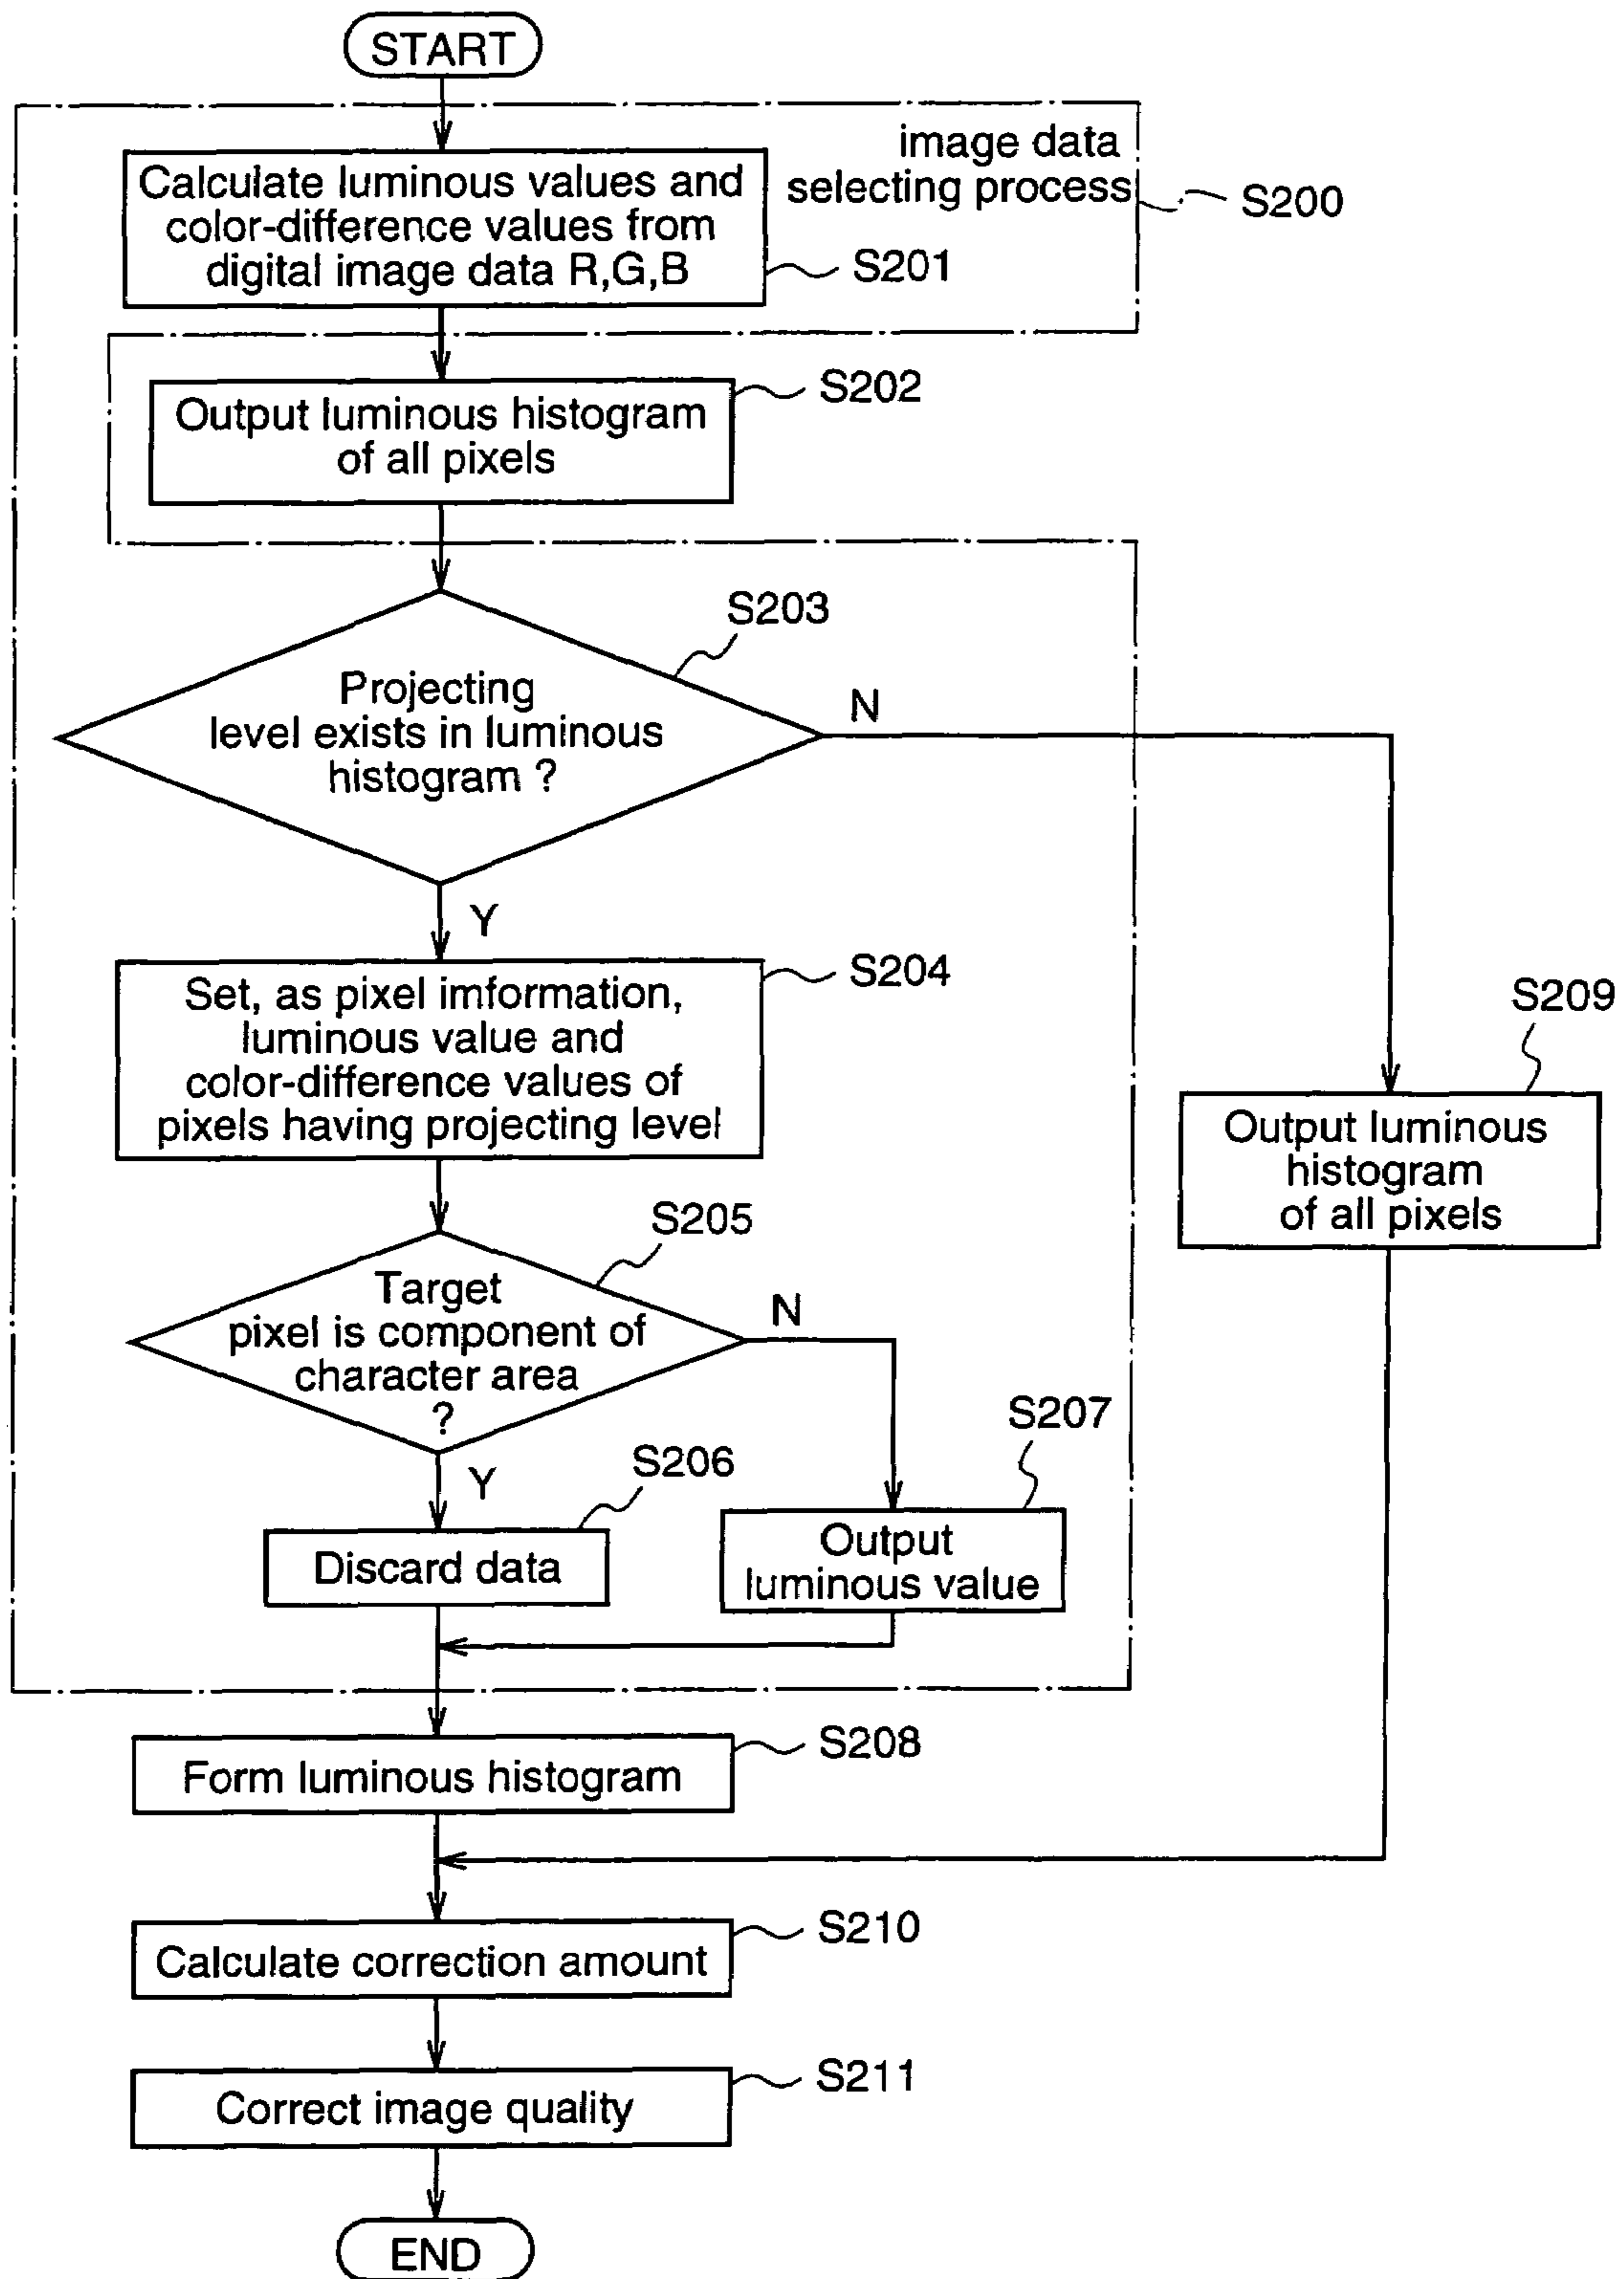 START
image data
selecting process
S200
Calculate luminous values and
color-difference values from
digital image data R,G,B
S201
Output luminous histogram
of all pixels
S202
S203
Projecting
level exists in luminous
histogram ?
N
Y
S204
Set, as pixel imformation,
luminous value and
color-difference values of
pixels having projecting level
S209
Output luminous
histogram
of all pixels
S205
Target
pixel is component of
character area
?
N
Y
S206
Discard data
S207
Output
luminous value
S208
Form luminous histogram
S210
Calculate correction amount
S211
Correct image quality
END